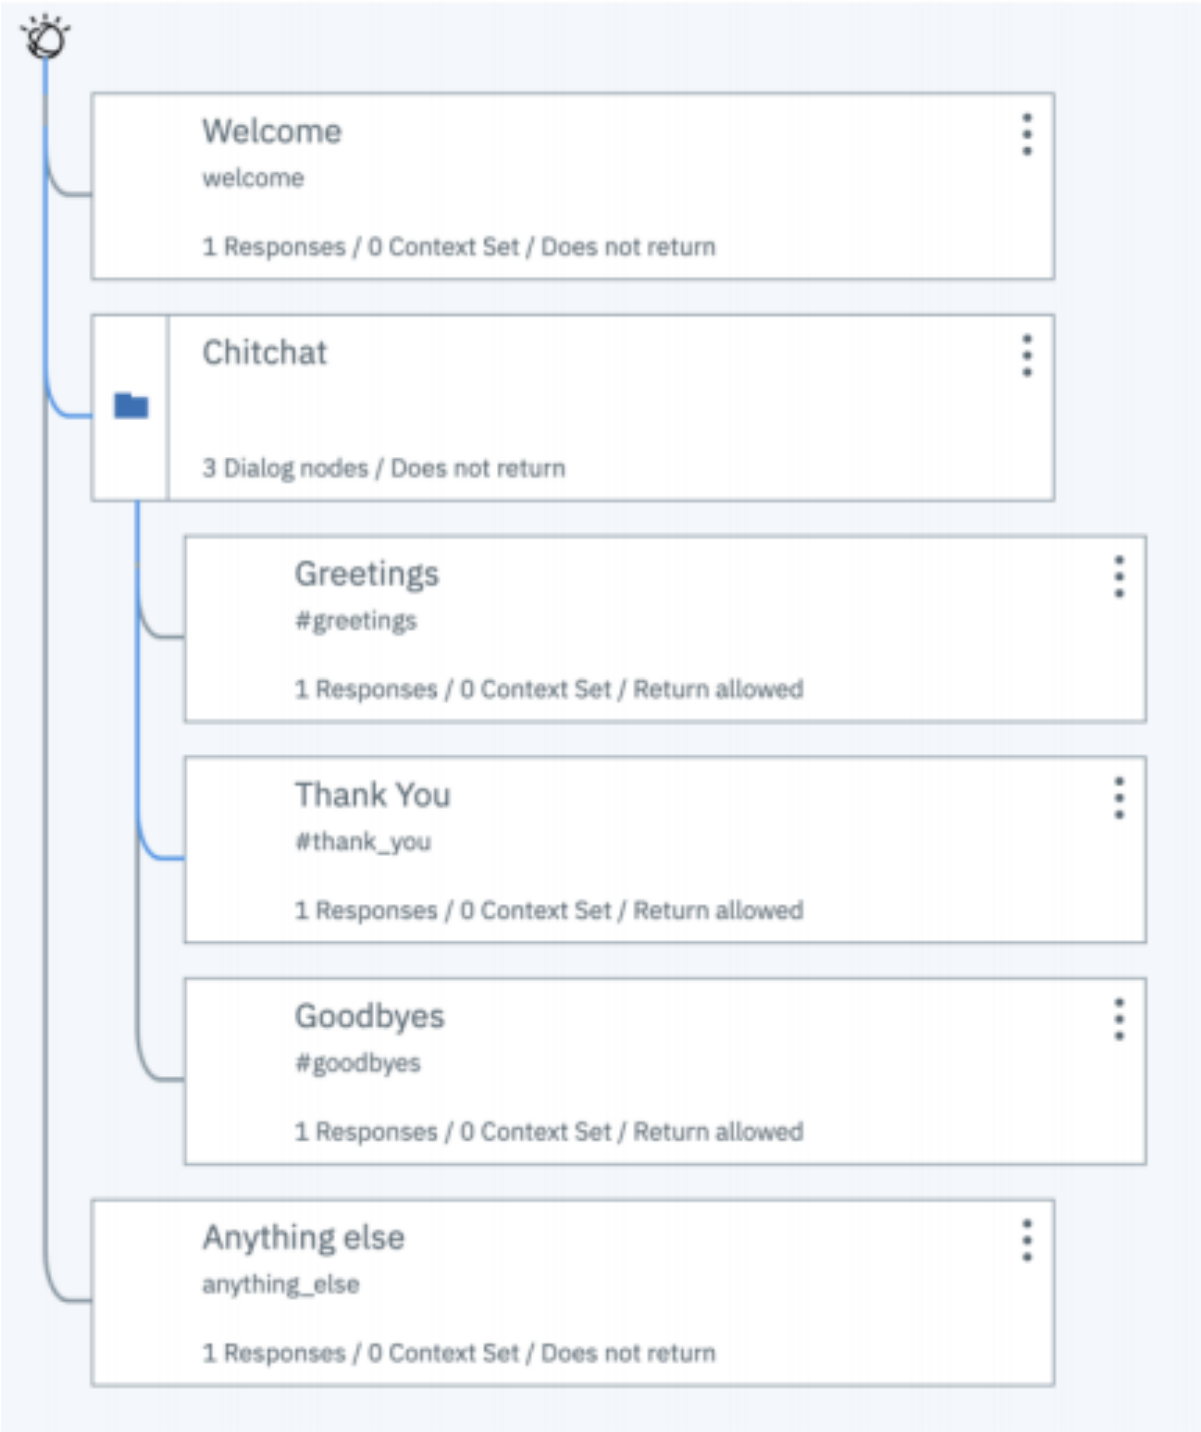 Welcome
welcome
1 Responses / 0 Context Set / Does not return
Chitchat
3 Dialog nodes / Does not return
Greetings
#greetings
1 Responses / 0 Context Set / Return allowed
Thank You
#thank_you
1 Responses / 0 Context Set / Return allowed
Goodbyes
#goodbyes
1 Responses / 0 Context Set / Return allowed
Anything else
anything_else
1 Responses / 0 Context Set / Does not return